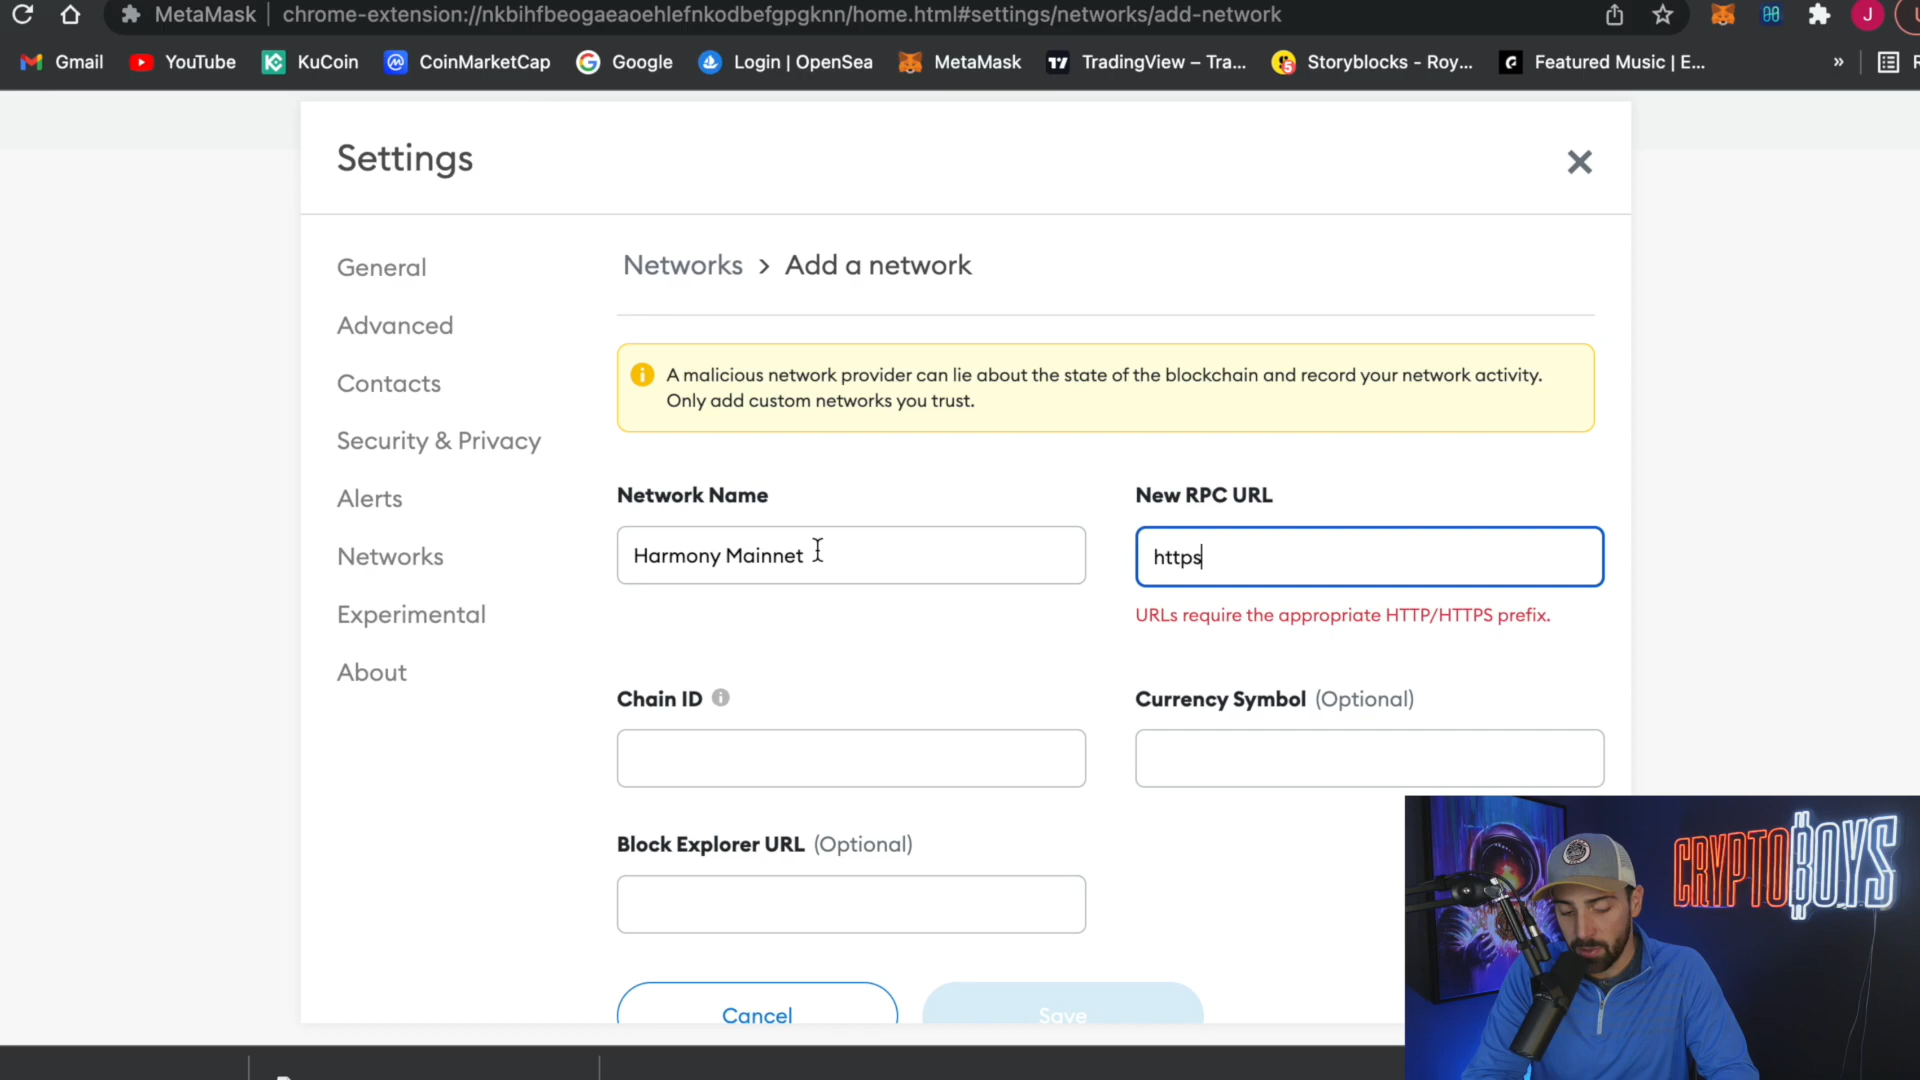 MetaMask
chrome-extension://nkbihfbeogaeaoehlefnkodbefgpgknn/home.html#settings/networks/add-network
J
Gmail
YouTube
KuCoin
CoinMarketCap
Google
Login | OpenSea
MetaMask
TradingView – Tra...
Storyblocks - Roy...
Featured Music | E...
»
Settings
General
Advanced
Contacts
Security & Privacy
Alerts
Networks
Experimental
About
Networks > Add a network
A malicious network provider can lie about the state of the blockchain and record your network activity.
Only add custom networks you trust.
Network Name
Harmony Mainnet
New RPC URL
https
URLs require the appropriate HTTP/HTTPS prefix.
Chain ID
Currency Symbol (Optional)
Block Explorer URL (Optional)
Cancel
Save
CRYPTO₿OYS